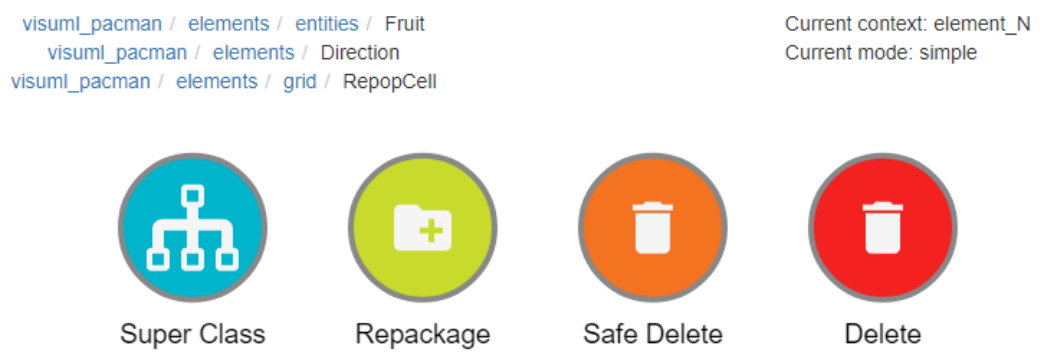 visuml_pacman / elements / entities / Fruit
visuml_pacman / elements / Direction
visuml_pacman / elements / grid / RepopCell
Current context: element_N
Current mode: simple
Super Class
Repackage
Safe Delete
Delete